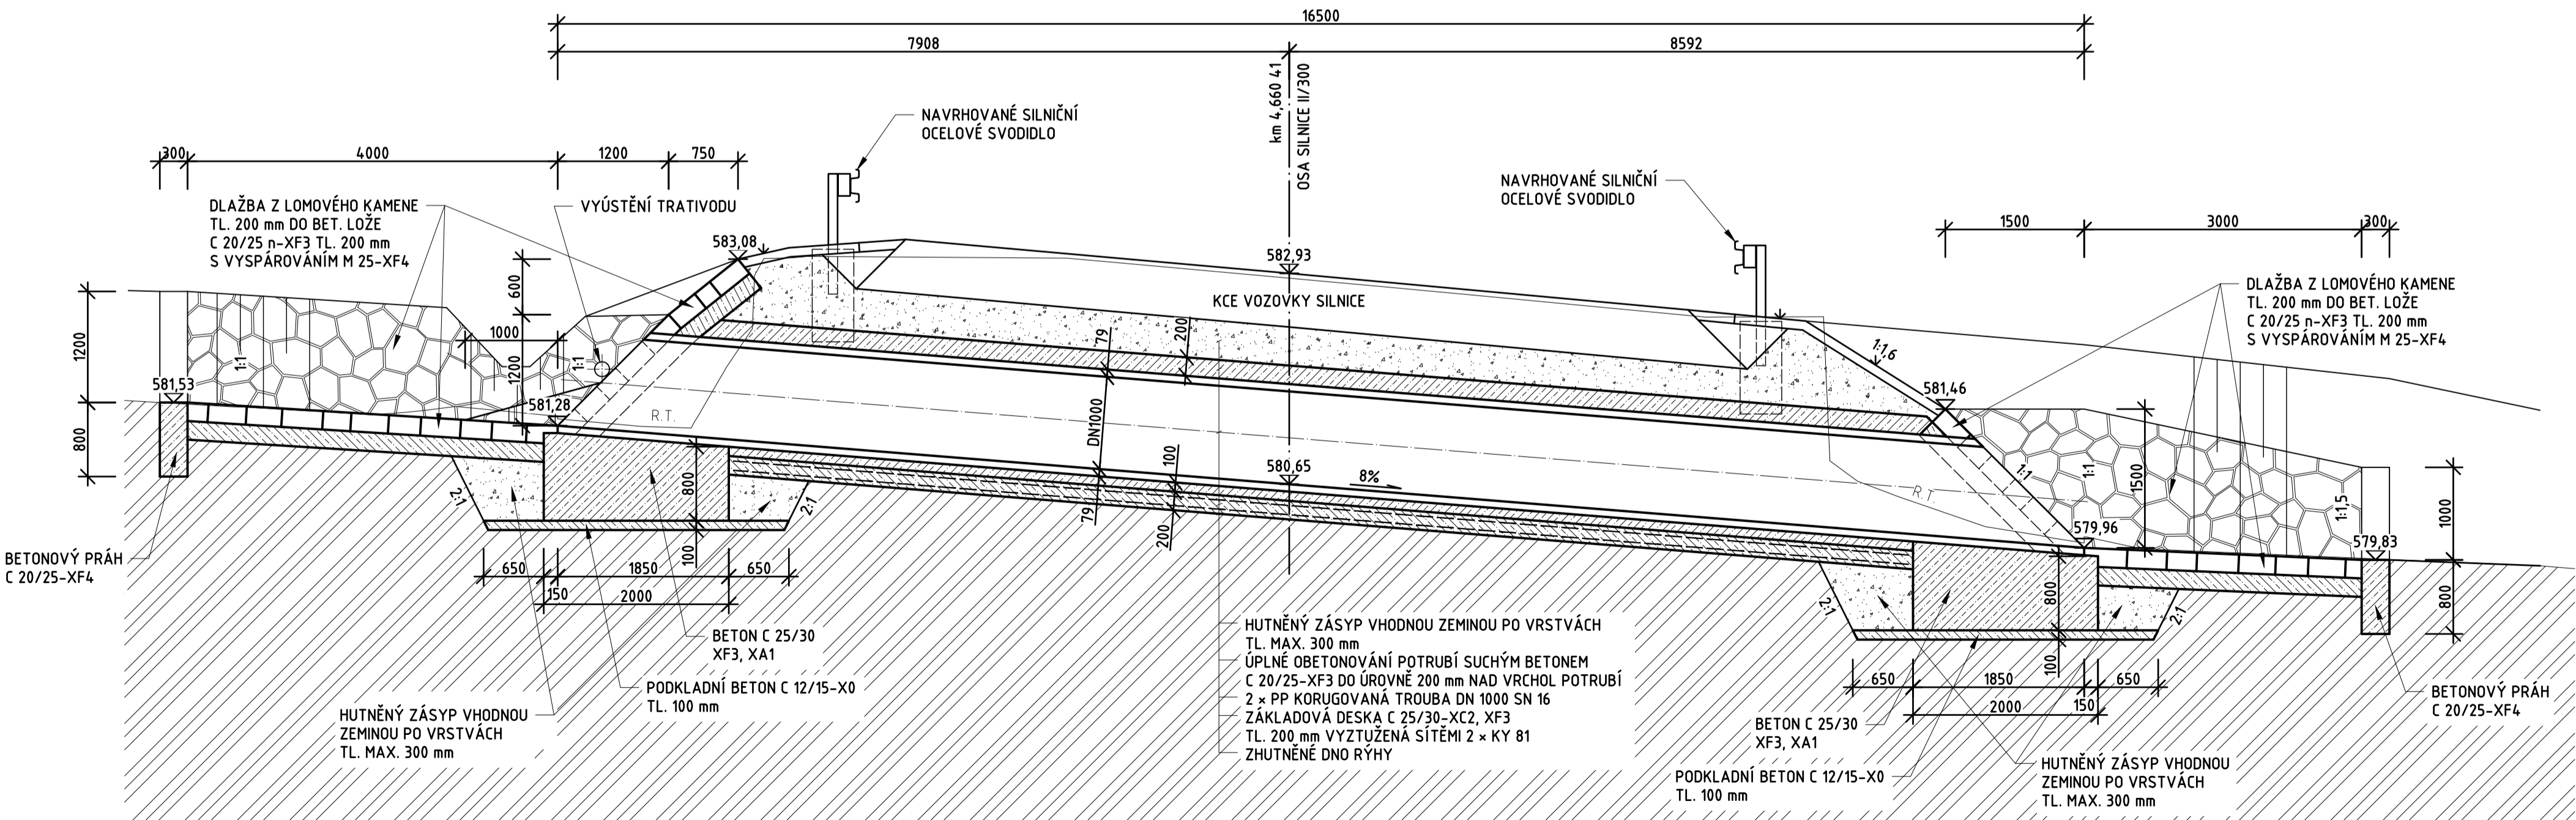 16500
7908
8592
km 4,660 41
OSA SILNICE II/300
NAVRHOVANÉ SILNIČNÍ
OCELOVÉ SVODIDLO
300
4000
1200
750
NAVRHOVANÉ SILNIČNÍ
OCELOVÉ SVODIDLO
1500
3000
300
DLAŽBA Z LOMOVÉHO KAMENE
TL. 200 mm DO BET. LOŽE
C 20/25 n-XF3 TL. 200 mm
S VYSPÁROVÁNÍM M 25-XF4
VYÚSTĚNÍ TRATIVODU
583,08
582,93
600
1000
1200
1:1
1:1
1200
800
581,53
581,28
R.T.
KCE VOZOVKY SILNICE
79
200
DN1000
100
580,65
8%
79
200
1:1,6
581,46
DLAŽBA Z LOMOVÉHO KAMENE
TL. 200 mm DO BET. LOŽE
C 20/25 n-XF3 TL. 200 mm
S VYSPÁROVÁNÍM M 25-XF4
R.T.
1:1
1:1
1500
1:1,5
579,96
579,83
1000
800
BETONOVÝ PRÁH
C 20/25-XF4
2:1
800
2:1
100
650
1850
650
150
2000
BETON C 25/30
XF3, XA1
PODKLADNÍ BETON C 12/15-X0
TL. 100 mm
HUTNĚNÝ ZÁSYP VHODNOU
ZEMINOU PO VRSTVÁCH
TL. MAX. 300 mm
HUTNĚNÝ ZÁSYP VHODNOU ZEMINOU PO VRSTVÁCH
TL. MAX. 300 mm
ÚPLNÉ OBETONOVÁNÍ POTRUBÍ SUCHÝM BETONEM
C 20/25-XF3 DO ÚROVNĚ 200 mm NAD VRCHOL POTRUBÍ
2 × PP KORUGOVANÁ TROUBA DN 1000 SN 16
ZÁKLADOVÁ DESKA C 25/30-XC2, XF3
TL. 200 mm VYZTUŽENÁ SÍTĚMI 2 × KY 81
ZHUTNĚNÉ DNO RÝHY
2:1
800
2:1
100
650
1850
650
2000
150
BETON C 25/30
XF3, XA1
PODKLADNÍ BETON C 12/15-X0
TL. 100 mm
HUTNĚNÝ ZÁSYP VHODNOU
ZEMINOU PO VRSTVÁCH
TL. MAX. 300 mm
BETONOVÝ PRÁH
C 20/25-XF4